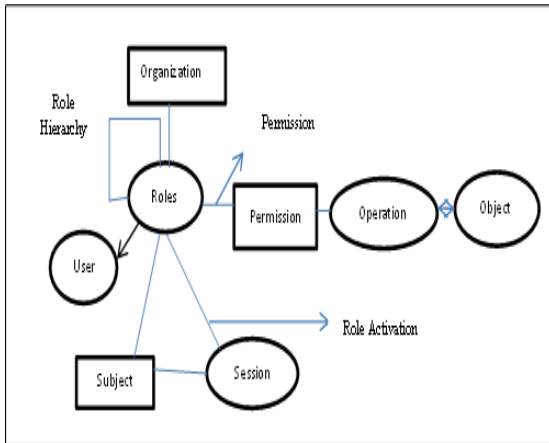 Organization
Role
Hierarchy
Permission
Roles
Permission
Operation
Object
User
Role Activation
Subject
Session